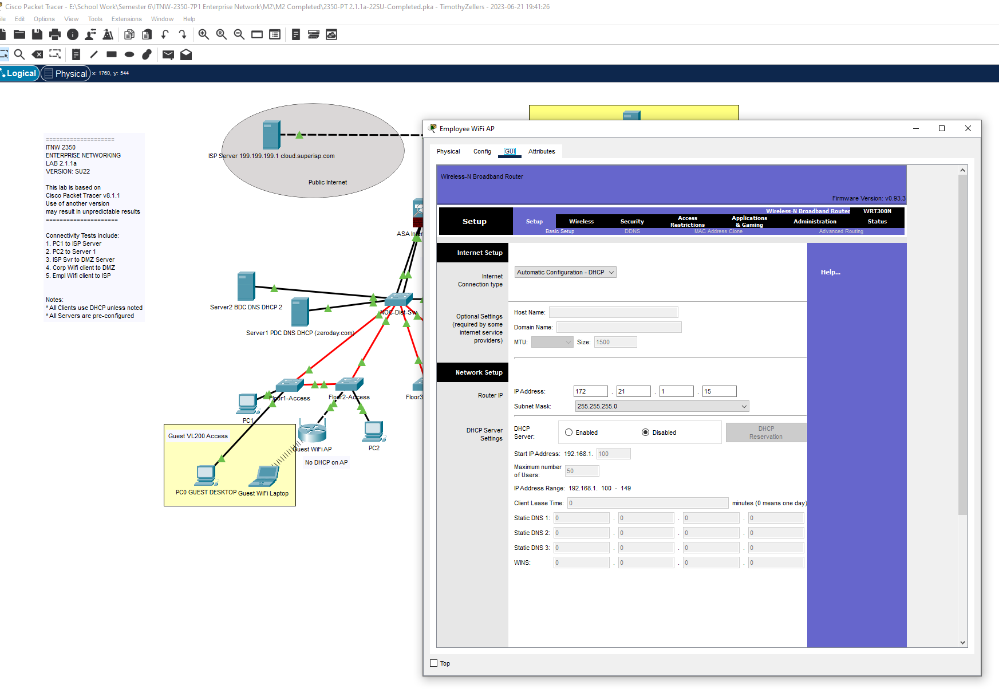 Cisco Packet Tracer - E:\School Work\Semester 6\ITNW-2350-7P1 Enterprise Network\M2\M2 Completed\2350-PT 2.1.1a-22SU-Completed.pka - TimothyZellers - 2023-06-21 19:41:26
ile Edit Options View Tools Extensions Window Help
Logical Physical x: 1760, y: 544
=====================
ITNW 2350
ENTERPRISE NETWORKING
LAB 2.1.1a
VERSION: SU22
This lab is based on
Cisco Packet Tracer v8.1.1
Use of another version
may result in unpredictable results
======================
Connectivity Tests include:
1. PC1 to ISP Server
2. PC2 to Server 1
3. ISP Svr to DMZ Server
4. Corp Wifi client to DMZ
5. Empl Wifi client to ISP
Notes:
* All Clients use DHCP unless noted
* All Servers are pre-configured
ISP Server 199.199.199.1 cloud.superisp.com
Public Internet
ASA Inter
Server2 BDC DNS DHCP 2
NOC-Dist-Sw
Server1 PDC DNS DHCP (zeroday.com)
Floor1-Access
Floor2-Access
Floor3
PC1
Guest VL200 Access
Guest WiFi AP
PC2
No DHCP on AP
PC0 GUEST DESKTOP
Guest WiFi Laptop
Employee WiFi AP
Physical Config GUI Attributes
Wireless-N Broadband Router
Firmware Version: v0.93.3
Wireless-N Broadband Router WRT300N
Setup
Setup Wireless Security Access Restrictions Applications & Gaming Administration Status
Basic Setup DDNS MAC Address Clone Advanced Routing
Internet Setup
Internet Connection type
Automatic Configuration - DHCP
Help...
Optional Settings
(required by some
internet service
providers)
Host Name:
Domain Name:
MTU: Size: 1500
Network Setup
Router IP
IP Address: 172 . 21 . 1 . 15
Subnet Mask: 255.255.255.0
DHCP Server Settings
DHCP Server: Enabled Disabled DHCP Reservation
Start IP Address: 192.168.1. 100
Maximum number of Users: 50
IP Address Range: 192.168.1. 100 - 149
Client Lease Time: 0 minutes (0 means one day)
Static DNS 1: 0 . 0 . 0 . 0
Static DNS 2: 0 . 0 . 0 . 0
Static DNS 3: 0 . 0 . 0 . 0
WINS: 0 . 0 . 0 . 0
Top